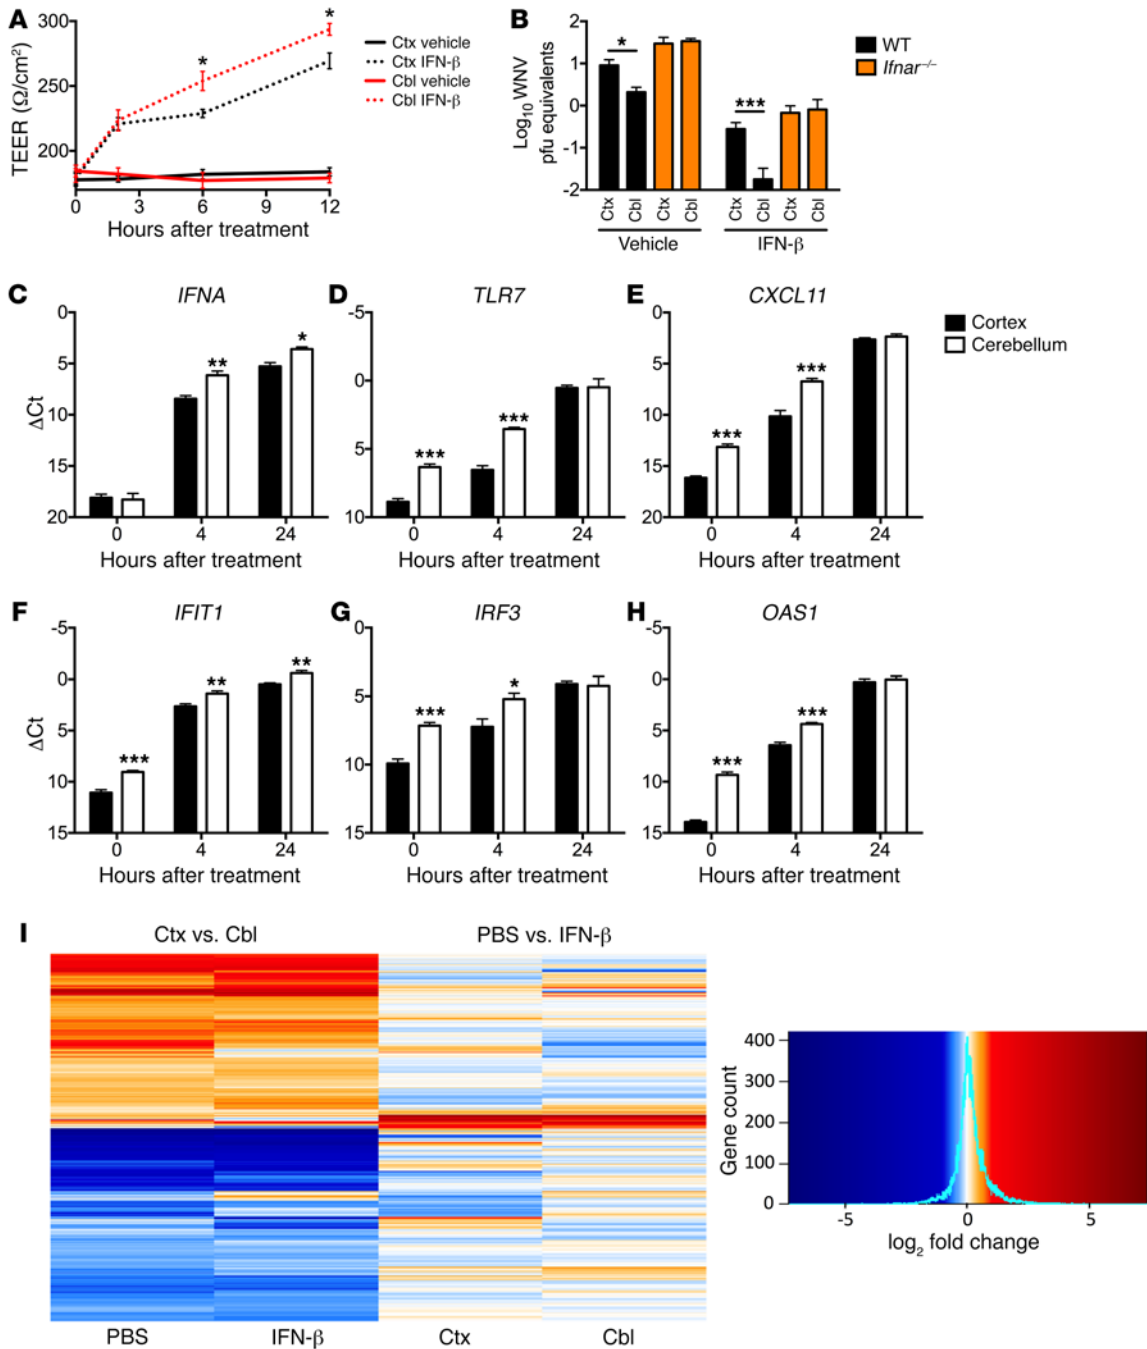 A
TEER (Ω/cm²)
300
250
200
0
3
6
9
12
*
*
Hours after treatment
Ctx vehicle
Ctx IFN-β
Cbl vehicle
Cbl IFN-β
B
Log10 WNV
pfu equivalents
2
1
0
-1
-2
*
***
Ctx
Cbl
Ctx
Cbl
Ctx
Cbl
Ctx
Cbl
Vehicle
IFN-β
WT
Ifnar–/–
C
IFNA
ΔCt
0
5
10
15
20
**
*
0
4
24
Hours after treatment
D
TLR7
-5
0
5
10
***
***
0
4
24
Hours after treatment
E
CXCL11
0
5
10
15
20
***
***
0
4
24
Hours after treatment
Cortex
Cerebellum
F
IFIT1
ΔCt
-5
0
5
10
15
***
**
**
0
4
24
Hours after treatment
G
IRF3
0
5
10
15
***
*
0
4
24
Hours after treatment
H
OAS1
-5
0
5
10
15
***
***
0
4
24
Hours after treatment
I
Ctx vs. Cbl
PBS vs. IFN-β
PBS
IFN-β
Ctx
Cbl
Gene count
400
300
200
100
0
-5
0
5
log2 fold change